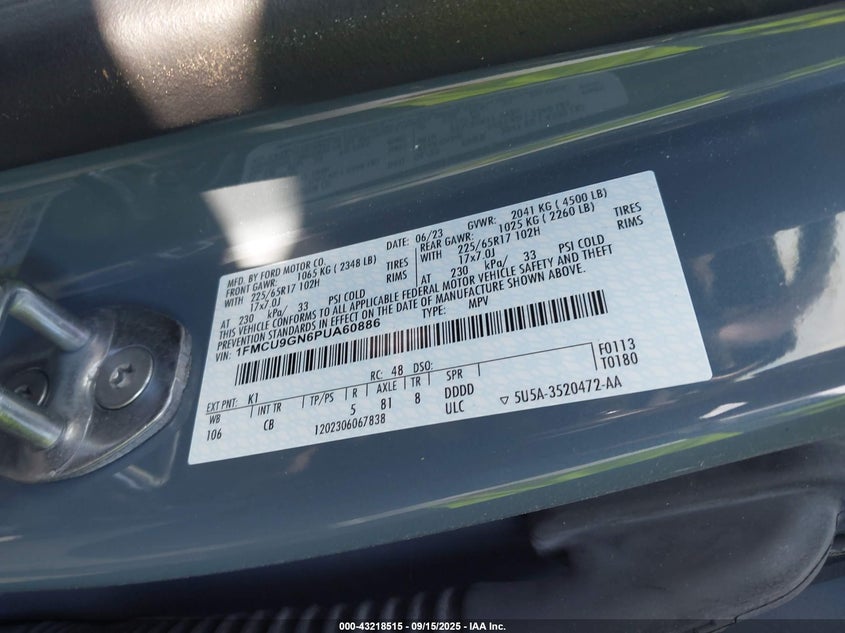 MFD. BY FORD MOTOR CO.
DATE: 06/23 GVWR: 2041 KG ( 4500 LB)
FRONT GAWR: 1065 KG ( 2348 LB)
REAR GAWR: 1025 KG ( 2260 LB)
WITH 225/65R17 102H TIRES
WITH 225/65R17 102H TIRES
17x7.0J RIMS
17x7.0J RIMS
AT 230 kPa/ 33 PSI COLD
AT 230 kPa/ 33 PSI COLD
THIS VEHICLE CONFORMS TO ALL APPLICABLE FEDERAL MOTOR VEHICLE SAFETY AND THEFT
PREVENTION STANDARDS IN EFFECT ON THE DATE OF MANUFACTURE SHOWN ABOVE.
VIN: 1FMCU9GN6PUA60886 TYPE: MPV
F0113
T0180
EXT PNT: K1 RC: 48 DSO:
WB INT TR TP/PS R AXLE TR SPR
106 CB 5 81 8 DDDD
1202306067838 ULC
▽ 5U5A-3520472-AA
000-43218515 - 09/15/2025 - IAA Inc.